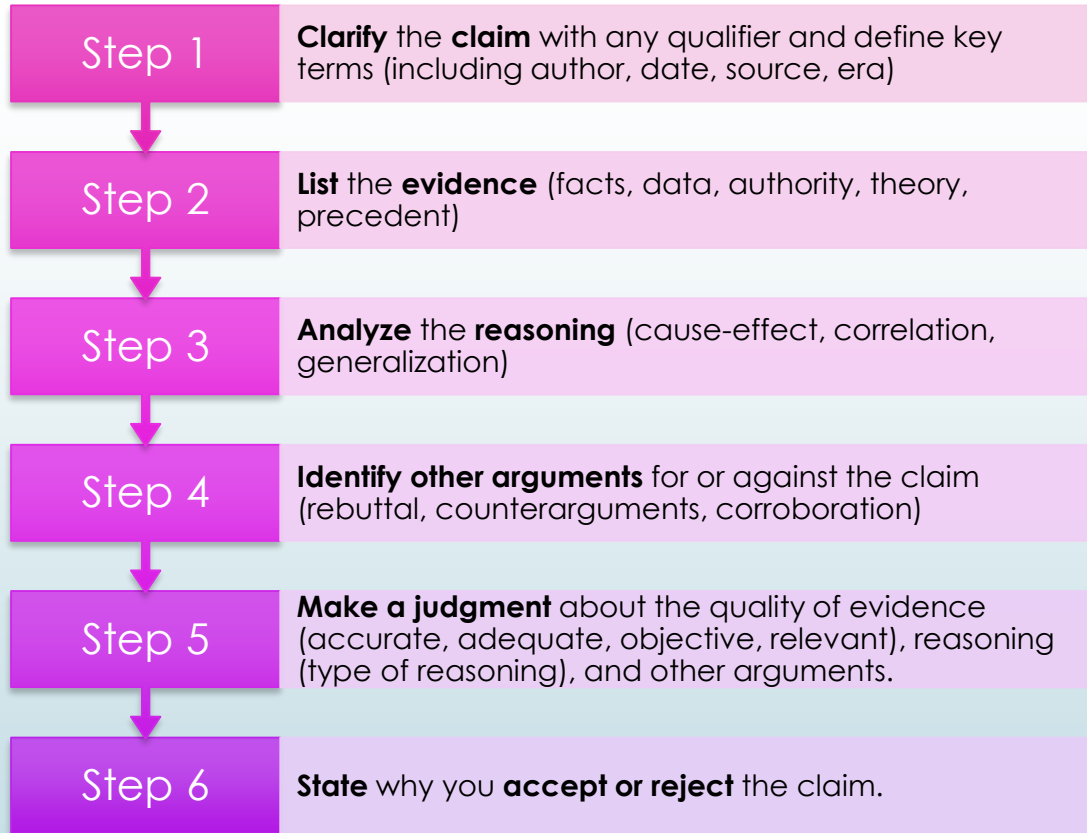 Step 1
Clarify the claim with any qualifier and define key
terms (including author, date, source, era)
Step 2
List the evidence (facts, data, authority, theory,
precedent)
Step 3
Analyze the reasoning (cause-effect, correlation,
generalization)
Step 4
Identify other arguments for or against the claim
(rebuttal, counterarguments, corroboration)
Step 5
Make a judgment about the quality of evidence
(accurate, adequate, objective, relevant), reasoning
(type of reasoning), and other arguments.
Step 6
State why you accept or reject the claim.